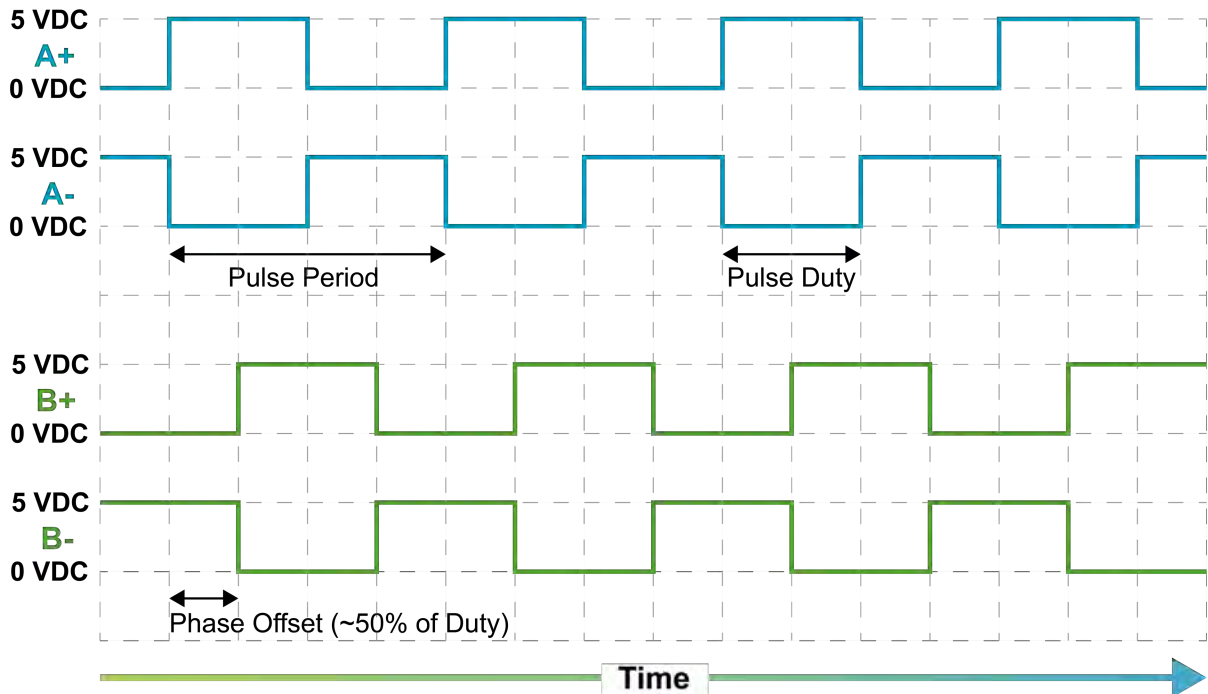 5 VDC
A+
0 VDC
5 VDC
A-
0 VDC
Pulse Period
Pulse Duty
5 VDC
B+
0 VDC
5 VDC
B-
0 VDC
Phase Offset (~50% of Duty)
Time